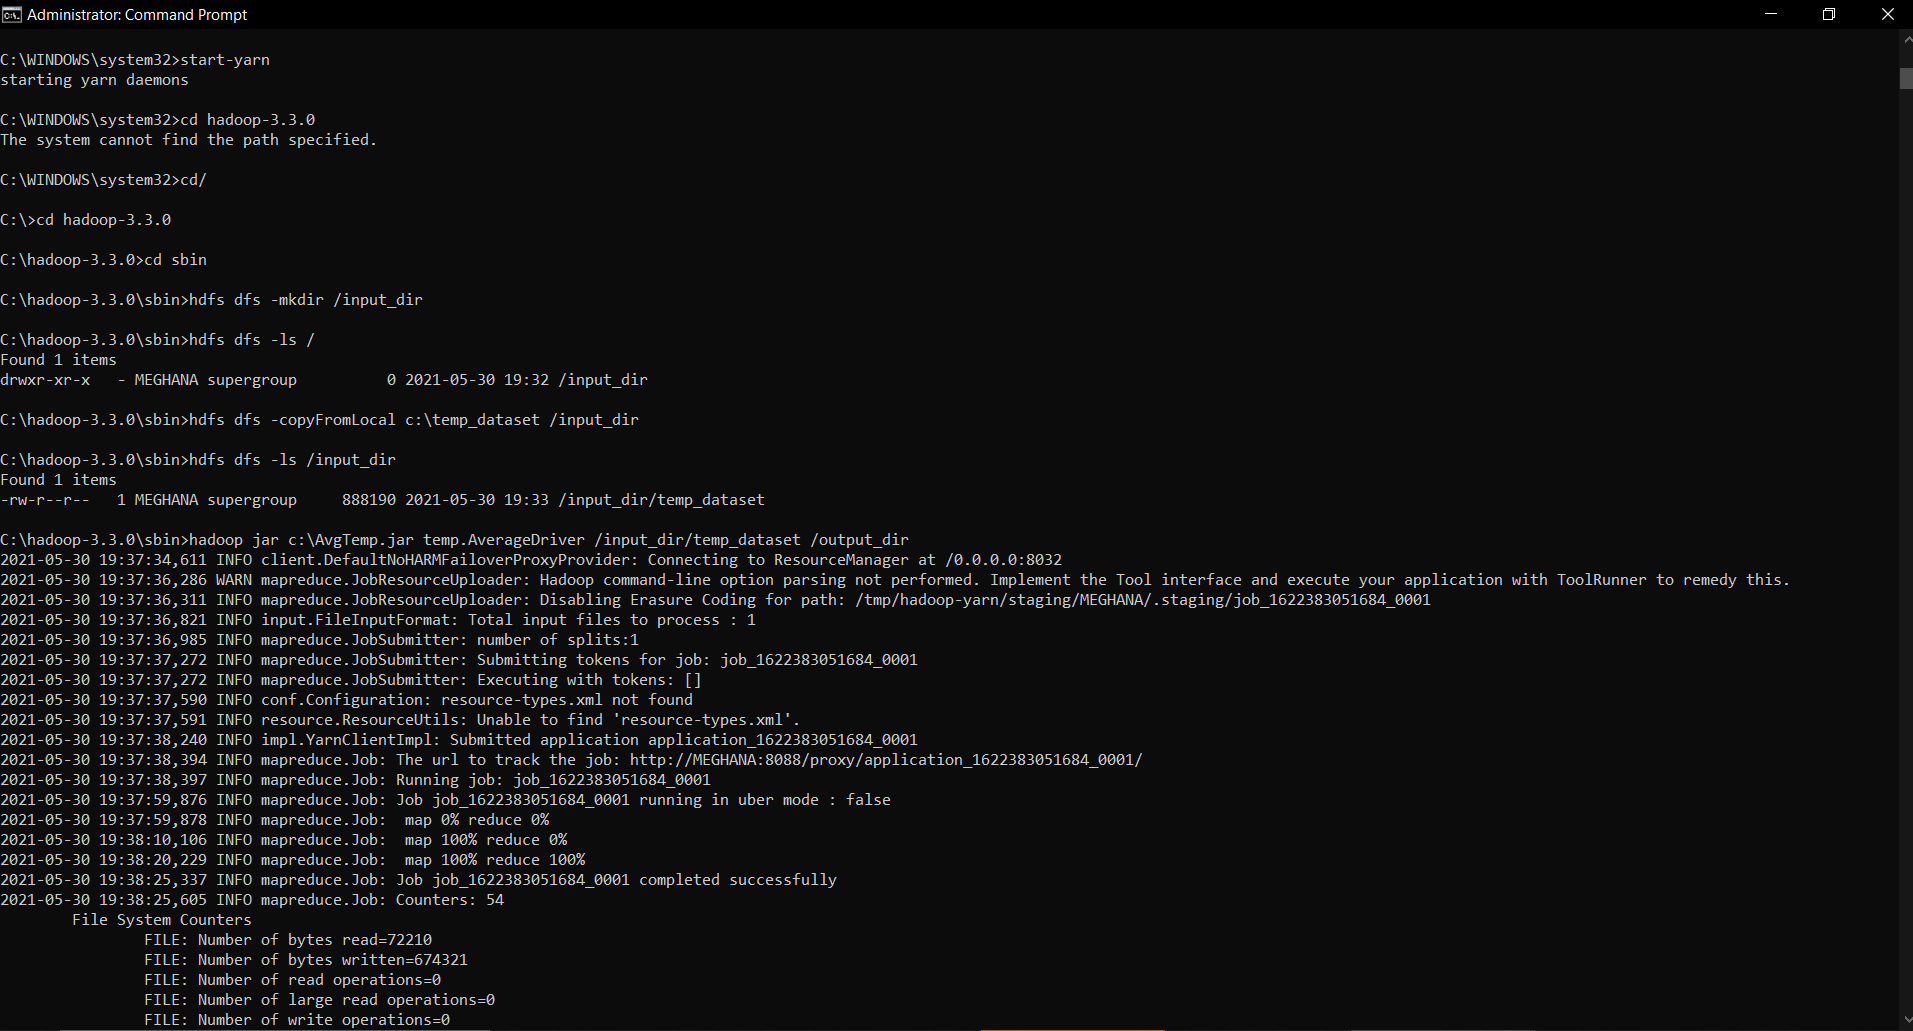 Administrator: Command Prompt
C:\WINDOWS\system32>start-yarn
starting yarn daemons
C:\WINDOWS\system32>cd hadoop-3.3.0
The system cannot find the path specified.
C:\WINDOWS\system32>cd/
C:\>cd hadoop-3.3.0
C:\hadoop-3.3.0>cd sbin
C:\hadoop-3.3.0\sbin>hdfs dfs -mkdir /input_dir
C:\hadoop-3.3.0\sbin>hdfs dfs -ls /
Found 1 items
drwxr-xr-x   - MEGHANA supergroup          0 2021-05-30 19:32 /input_dir
C:\hadoop-3.3.0\sbin>hdfs dfs -copyFromLocal c:\temp_dataset /input_dir
C:\hadoop-3.3.0\sbin>hdfs dfs -ls /input_dir
Found 1 items
-rw-r--r--   1 MEGHANA supergroup     888190 2021-05-30 19:33 /input_dir/temp_dataset
C:\hadoop-3.3.0\sbin>hadoop jar c:\AvgTemp.jar temp.AverageDriver /input_dir/temp_dataset /output_dir
2021-05-30 19:37:34,611 INFO client.DefaultNoHARMFailoverProxyProvider: Connecting to ResourceManager at /0.0.0.0:8032
2021-05-30 19:37:36,286 WARN mapreduce.JobResourceUploader: Hadoop command-line option parsing not performed. Implement the Tool interface and execute your application with ToolRunner to remedy this.
2021-05-30 19:37:36,311 INFO mapreduce.JobResourceUploader: Disabling Erasure Coding for path: /tmp/hadoop-yarn/staging/MEGHANA/.staging/job_1622383051684_0001
2021-05-30 19:37:36,821 INFO input.FileInputFormat: Total input files to process : 1
2021-05-30 19:37:36,985 INFO mapreduce.JobSubmitter: number of splits:1
2021-05-30 19:37:37,272 INFO mapreduce.JobSubmitter: Submitting tokens for job: job_1622383051684_0001
2021-05-30 19:37:37,272 INFO mapreduce.JobSubmitter: Executing with tokens: []
2021-05-30 19:37:37,590 INFO conf.Configuration: resource-types.xml not found
2021-05-30 19:37:37,591 INFO resource.ResourceUtils: Unable to find 'resource-types.xml'.
2021-05-30 19:37:38,240 INFO impl.YarnClientImpl: Submitted application application_1622383051684_0001
2021-05-30 19:37:38,394 INFO mapreduce.Job: The url to track the job: http://MEGHANA:8088/proxy/application_1622383051684_0001/
2021-05-30 19:37:38,397 INFO mapreduce.Job: Running job: job_1622383051684_0001
2021-05-30 19:37:59,876 INFO mapreduce.Job: Job job_1622383051684_0001 running in uber mode : false
2021-05-30 19:37:59,878 INFO mapreduce.Job:  map 0% reduce 0%
2021-05-30 19:38:10,106 INFO mapreduce.Job:  map 100% reduce 0%
2021-05-30 19:38:20,229 INFO mapreduce.Job:  map 100% reduce 100%
2021-05-30 19:38:25,337 INFO mapreduce.Job: Job job_1622383051684_0001 completed successfully
2021-05-30 19:38:25,605 INFO mapreduce.Job: Counters: 54
File System Counters
FILE: Number of bytes read=72210
FILE: Number of bytes written=674321
FILE: Number of read operations=0
FILE: Number of large read operations=0
FILE: Number of write operations=0